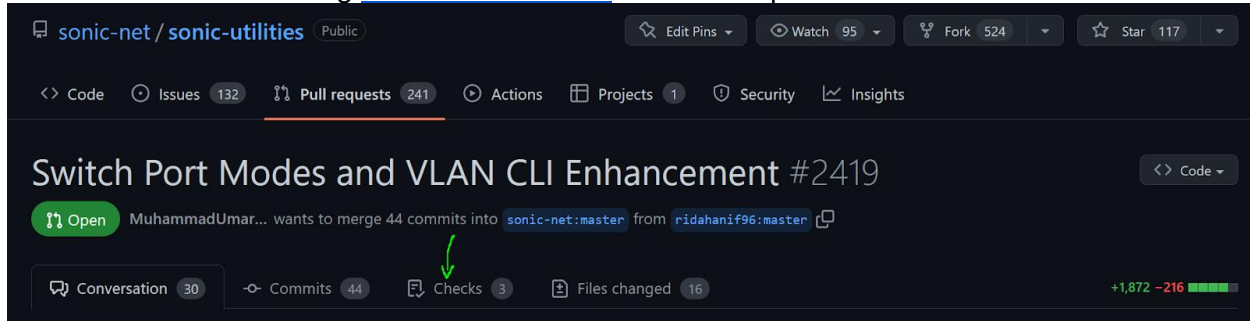 sonic-net / sonic-utilities Public Edit Pins Watch 95 Fork 524 Star 117
Code Issues 132 Pull requests 241 Actions Projects 1 Security Insights
Switch Port Modes and VLAN CLI Enhancement #2419 Code
Open MuhammadUmar... wants to merge 44 commits into sonic-net:master from ridahanif96:master
Conversation 30 Commits 44 Checks 3 Files changed 16 +1,872 −216